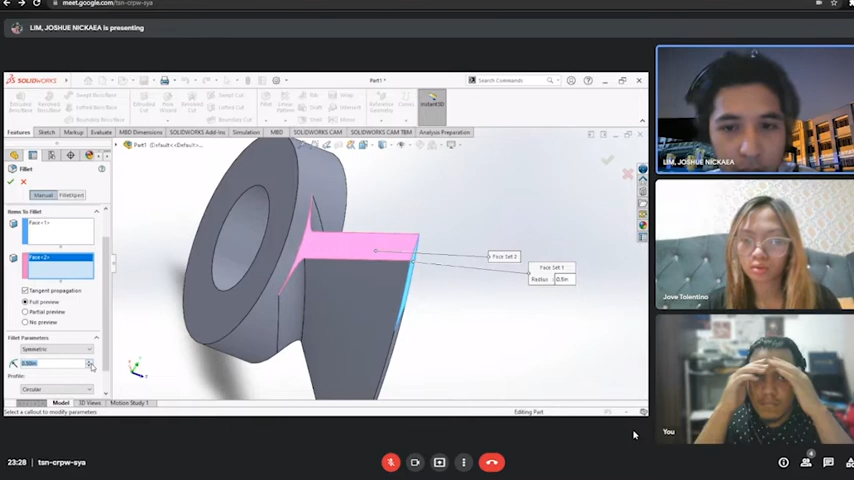 meet.google.com/tsn-crpw-sya
LIM, JOSHUE NICKAEA is presenting
SOLIDWORKS
Part1 *
Search Commands
Instant3D
Features
Sketch
Markup
Evaluate
MBD Dimensions
SOLIDWORKS Add-Ins
Simulation
MBD
SOLIDWORKS CAM
SOLIDWORKS CAM TBM
Analysis Preparation
Part1 (Default<<Defa...
Fillet
Manual
FilletXpert
Items To Fillet
Face<1>
Face<2>
Tangent propagation
Full preview
Partial preview
No preview
Fillet Parameters
Symmetric
Profile:
Circular
Face Set 2
Face Set 1
Radius : 0.5in
Model
3D Views
Motion Study 1
Select a callout to modify parameters
Editing Part
LIM, JOSHUE NICKAEA
Jove Tolentino
You
23:28
tsn-crpw-sya
4